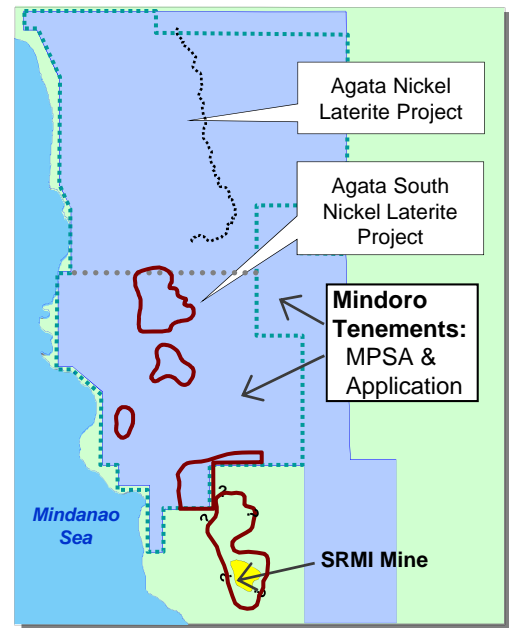 Agata Nickel
Laterite Project
Agata South
Nickel Laterite
Project
Mindoro
Tenements:
MPSA &
Application
?
?
?
Mindanao
Sea
SRMI Mine
?
?